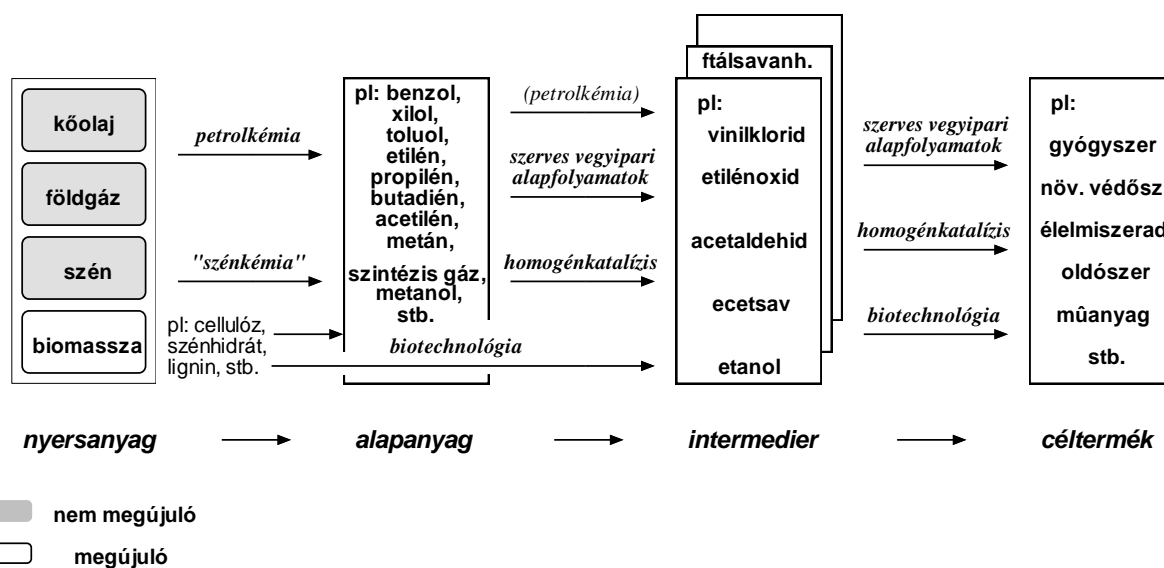 kőolaj
földgáz
szén
biomassza
petrolkémia
"szénkémia"
pl: cellulóz,
szénhidrát,
lignin, stb.
pl: benzol,
xilol,
toluol,
etilén,
propilén,
butadién,
acetilén,
metán,
szintézis gáz,
metanol,
stb.
(petrolkémia)
szerves vegyipari
alapfolyamatok
homogénkatalízis
biotechnológia
ftálsavanh.
pl:
vinilklorid
etilénoxid
acetaldehid
ecetsav
etanol
szerves vegyipari
alapfolyamatok
homogénkatalízis
biotechnológia
pl:
gyógyszer
növ. védősz
élelmiszerad
oldószer
mûanyag
stb.
nyersanyag
alapanyag
intermedier
céltermék
nem megújuló
megújuló